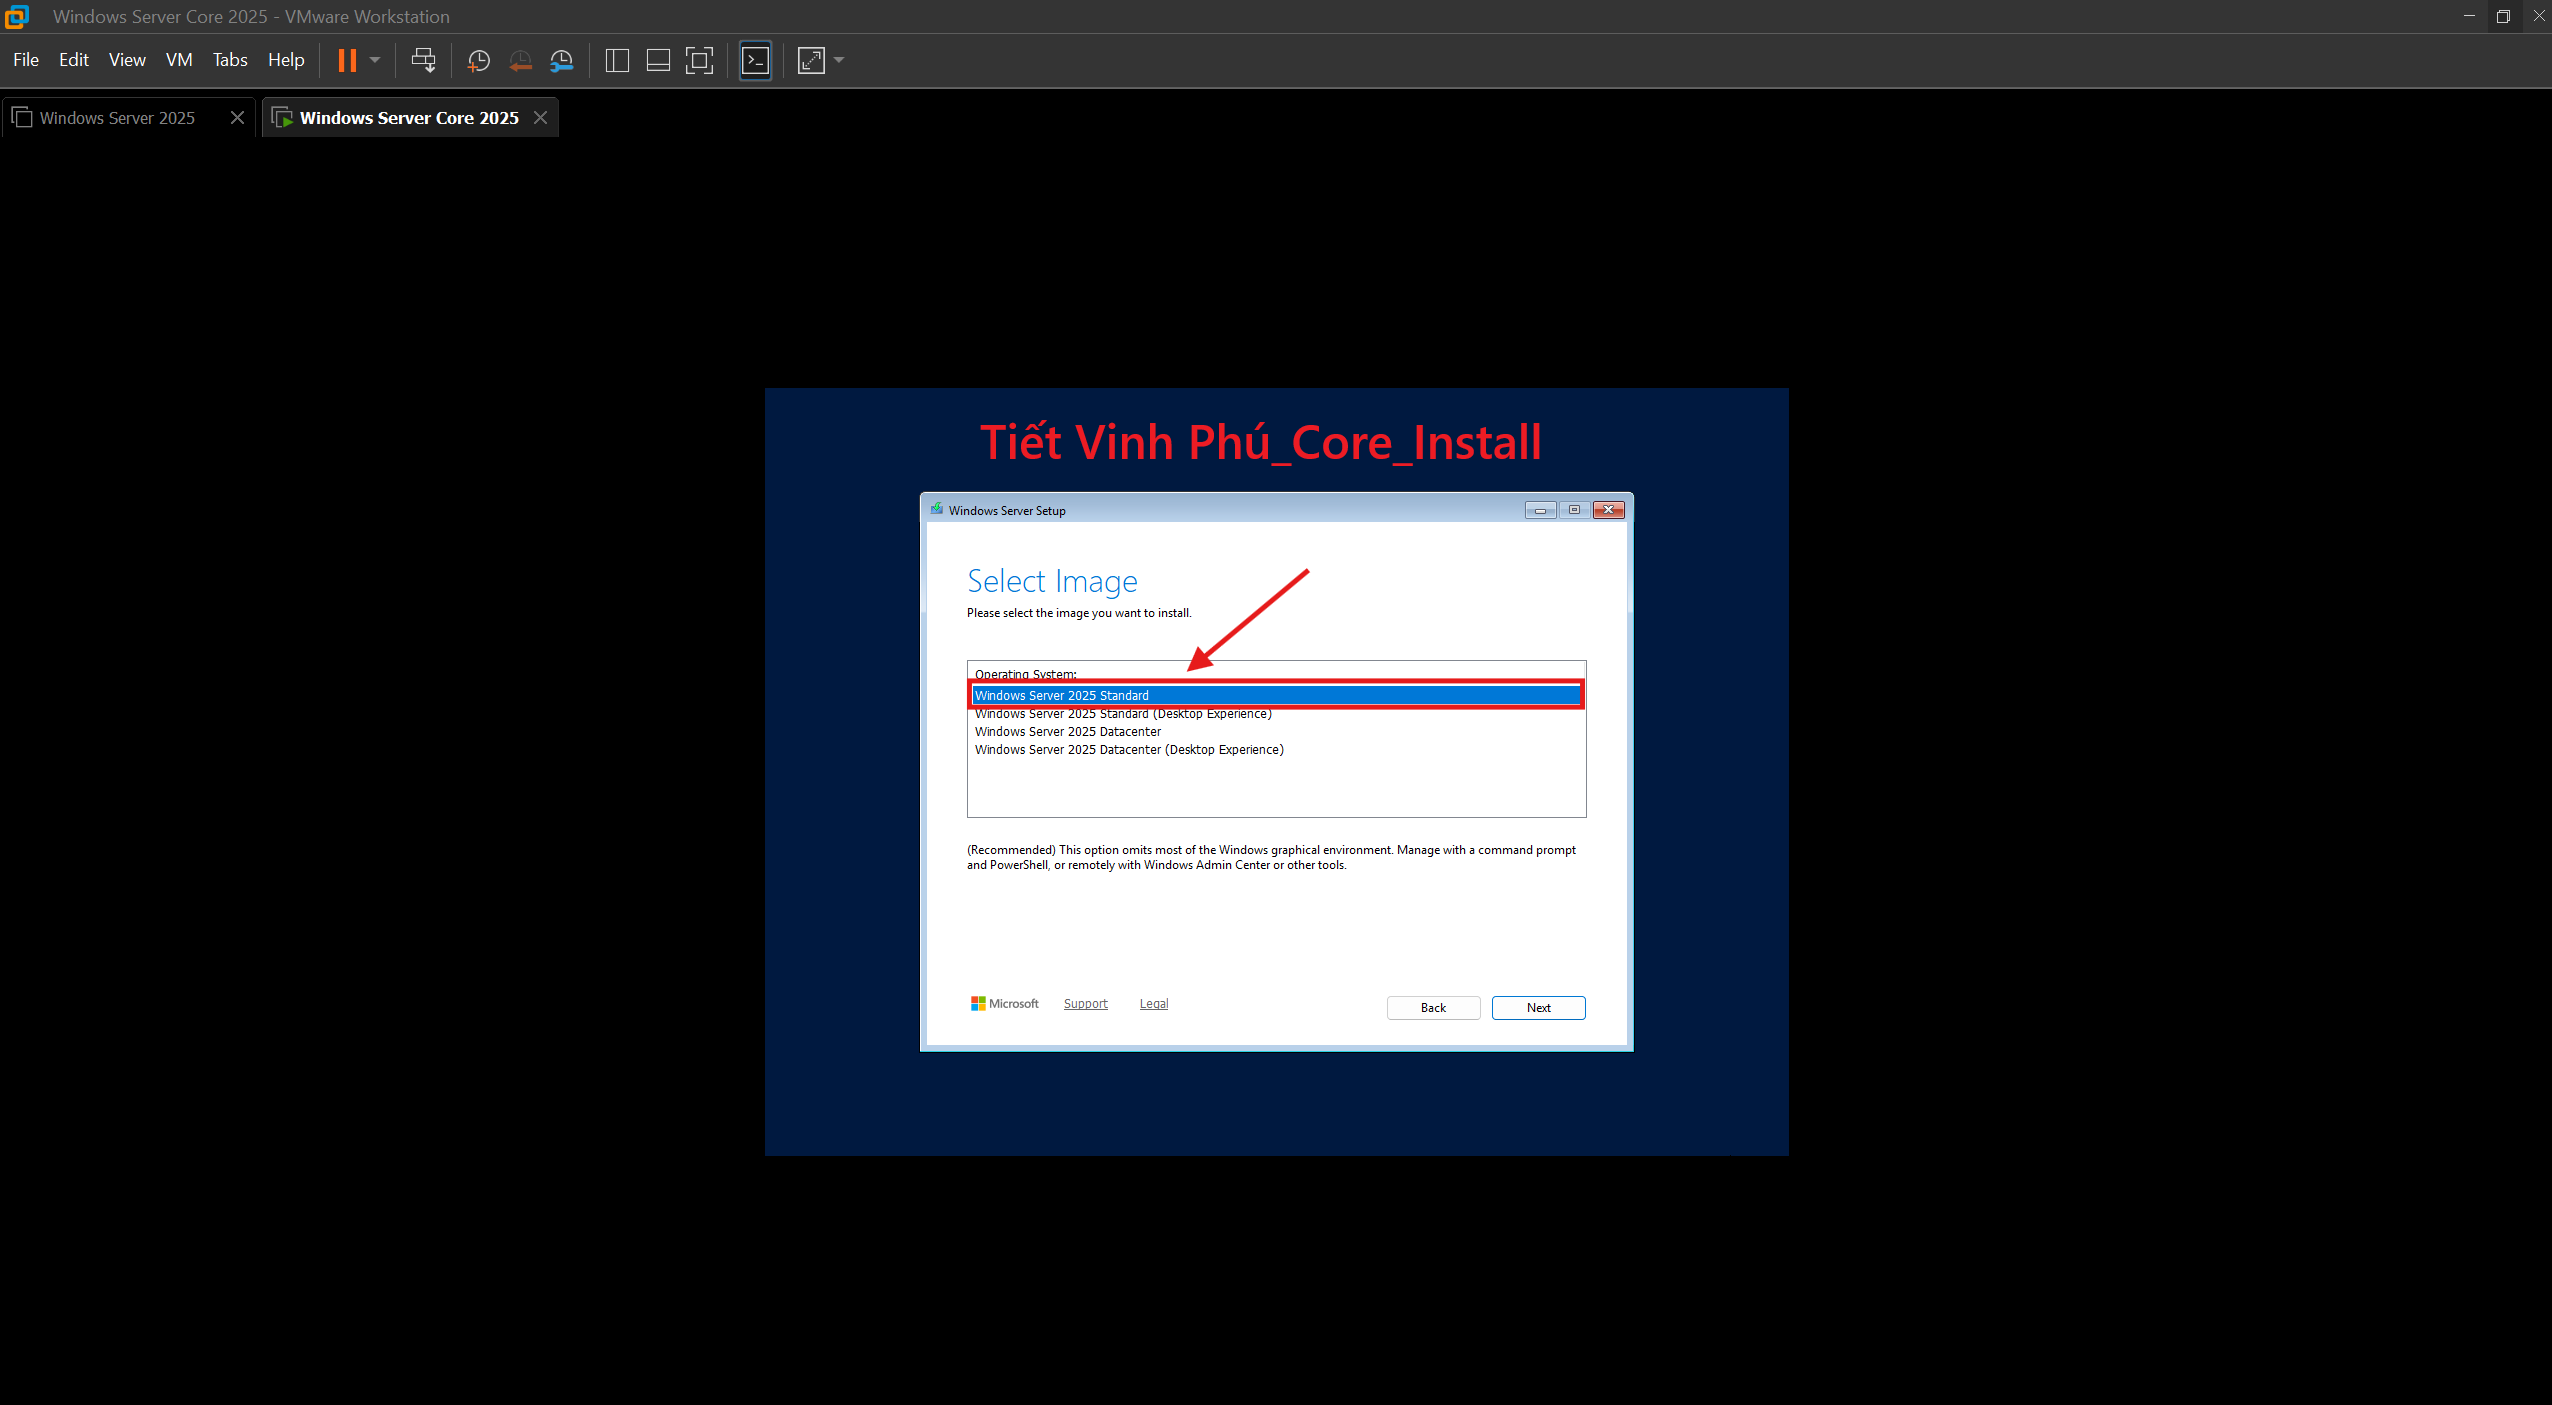 Windows Server Core 2025 - VMware Workstation
File Edit View VM Tabs Help
Windows Server 2025
Windows Server Core 2025
Tiết Vinh Phú_Core_Install
Windows Server Setup
Select Image
Please select the image you want to install.
Operating System:
Windows Server 2025 Standard
Windows Server 2025 Standard (Desktop Experience)
Windows Server 2025 Datacenter
Windows Server 2025 Datacenter (Desktop Experience)
(Recommended) This option omits most of the Windows graphical environment. Manage with a command prompt
and PowerShell, or remotely with Windows Admin Center or other tools.
Microsoft Support Legal Back Next